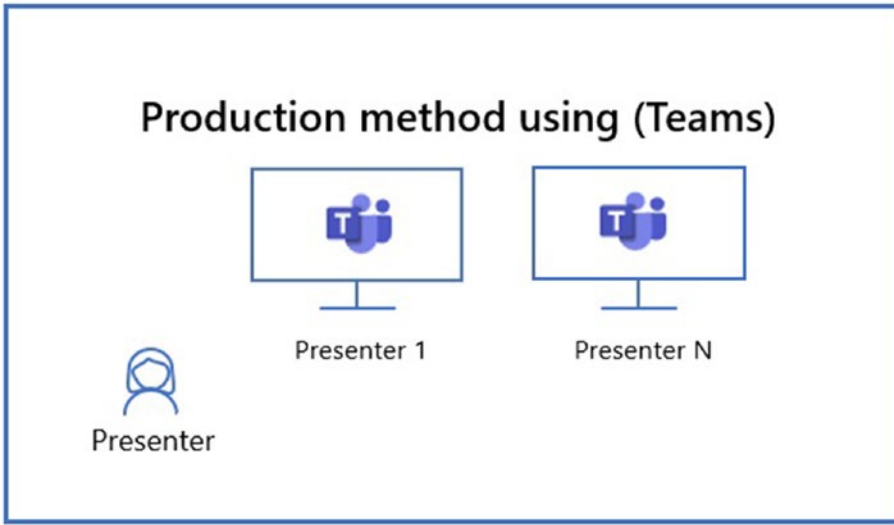 Production method using (Teams)
T
T
Presenter 1
Presenter N
Presenter